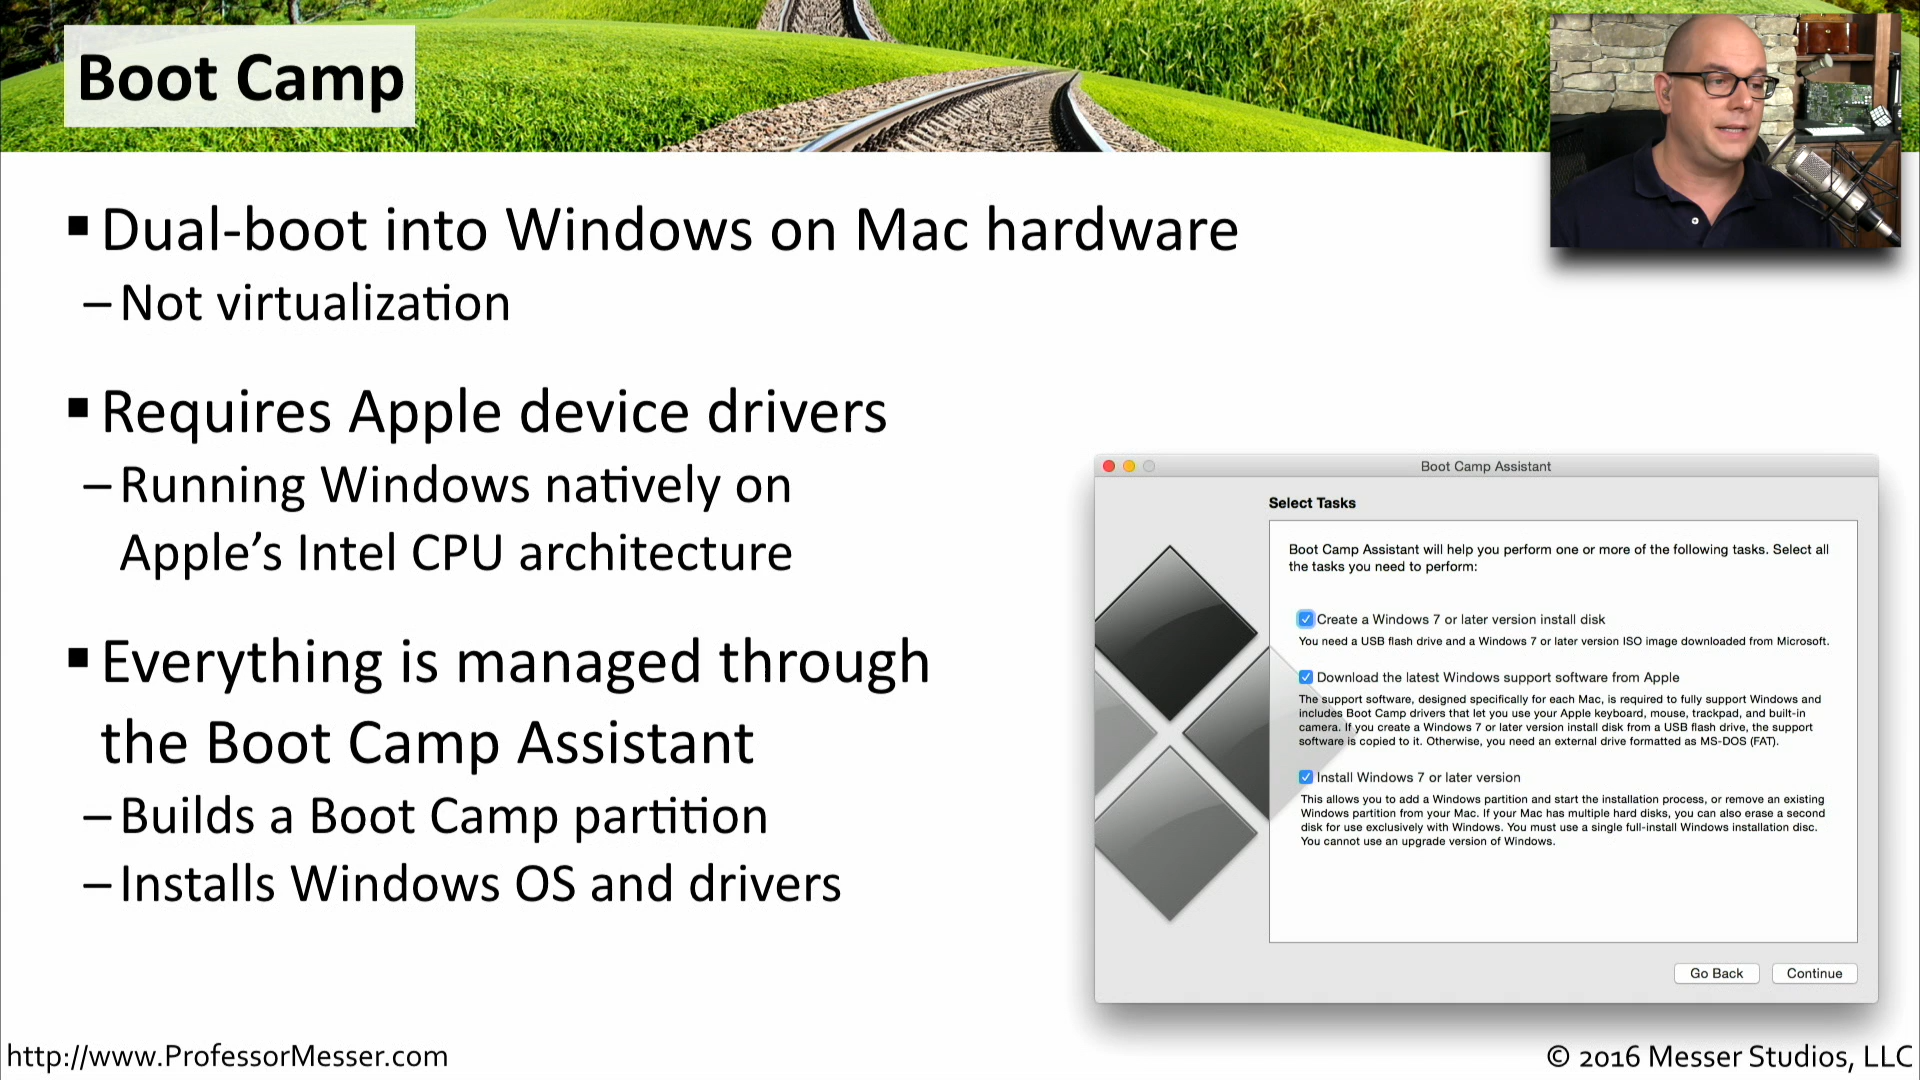 Boot Camp
▪ Dual-boot into Windows on Mac hardware
– Not virtualization
▪ Requires Apple device drivers
– Running Windows natively on
Apple’s Intel CPU architecture
▪ Everything is managed through
the Boot Camp Assistant
– Builds a Boot Camp partition
– Installs Windows OS and drivers
Boot Camp Assistant
Select Tasks
Boot Camp Assistant will help you perform one or more of the following tasks. Select all
the tasks you need to perform:
Create a Windows 7 or later version install disk
You need a USB flash drive and a Windows 7 or later version ISO image downloaded from Microsoft.
Download the latest Windows support software from Apple
The support software, designed specifically for each Mac, is required to fully support Windows and
includes Boot Camp drivers that let you use your Apple keyboard, mouse, trackpad, and built-in
camera. If you create a Windows 7 or later version install disk from a USB flash drive, the support
software is copied to it. Otherwise, you need an external drive formatted as MS-DOS (FAT).
Install Windows 7 or later version
This allows you to add a Windows partition and start the installation process, or remove an existing
Windows partition from your Mac. If your Mac has multiple hard disks, you can also erase a second
disk for use exclusively with Windows. You must use a single full-install Windows installation disc.
You cannot use an upgrade version of Windows.
Go Back
Continue
http://www.ProfessorMesser.com
© 2016 Messer Studios, LLC